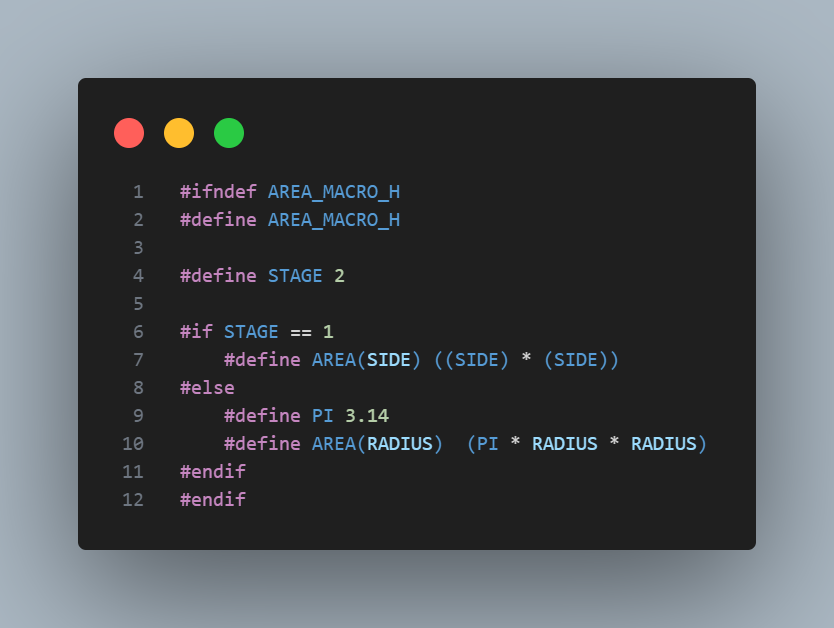 1 #ifndef AREA_MACRO_H
2 #define AREA_MACRO_H
3
4 #define STAGE 2
5
6 #if STAGE == 1
7     #define AREA(SIDE) ((SIDE) * (SIDE))
8 #else
9     #define PI 3.14
10     #define AREA(RADIUS)  (PI * RADIUS * RADIUS)
11 #endif
12 #endif